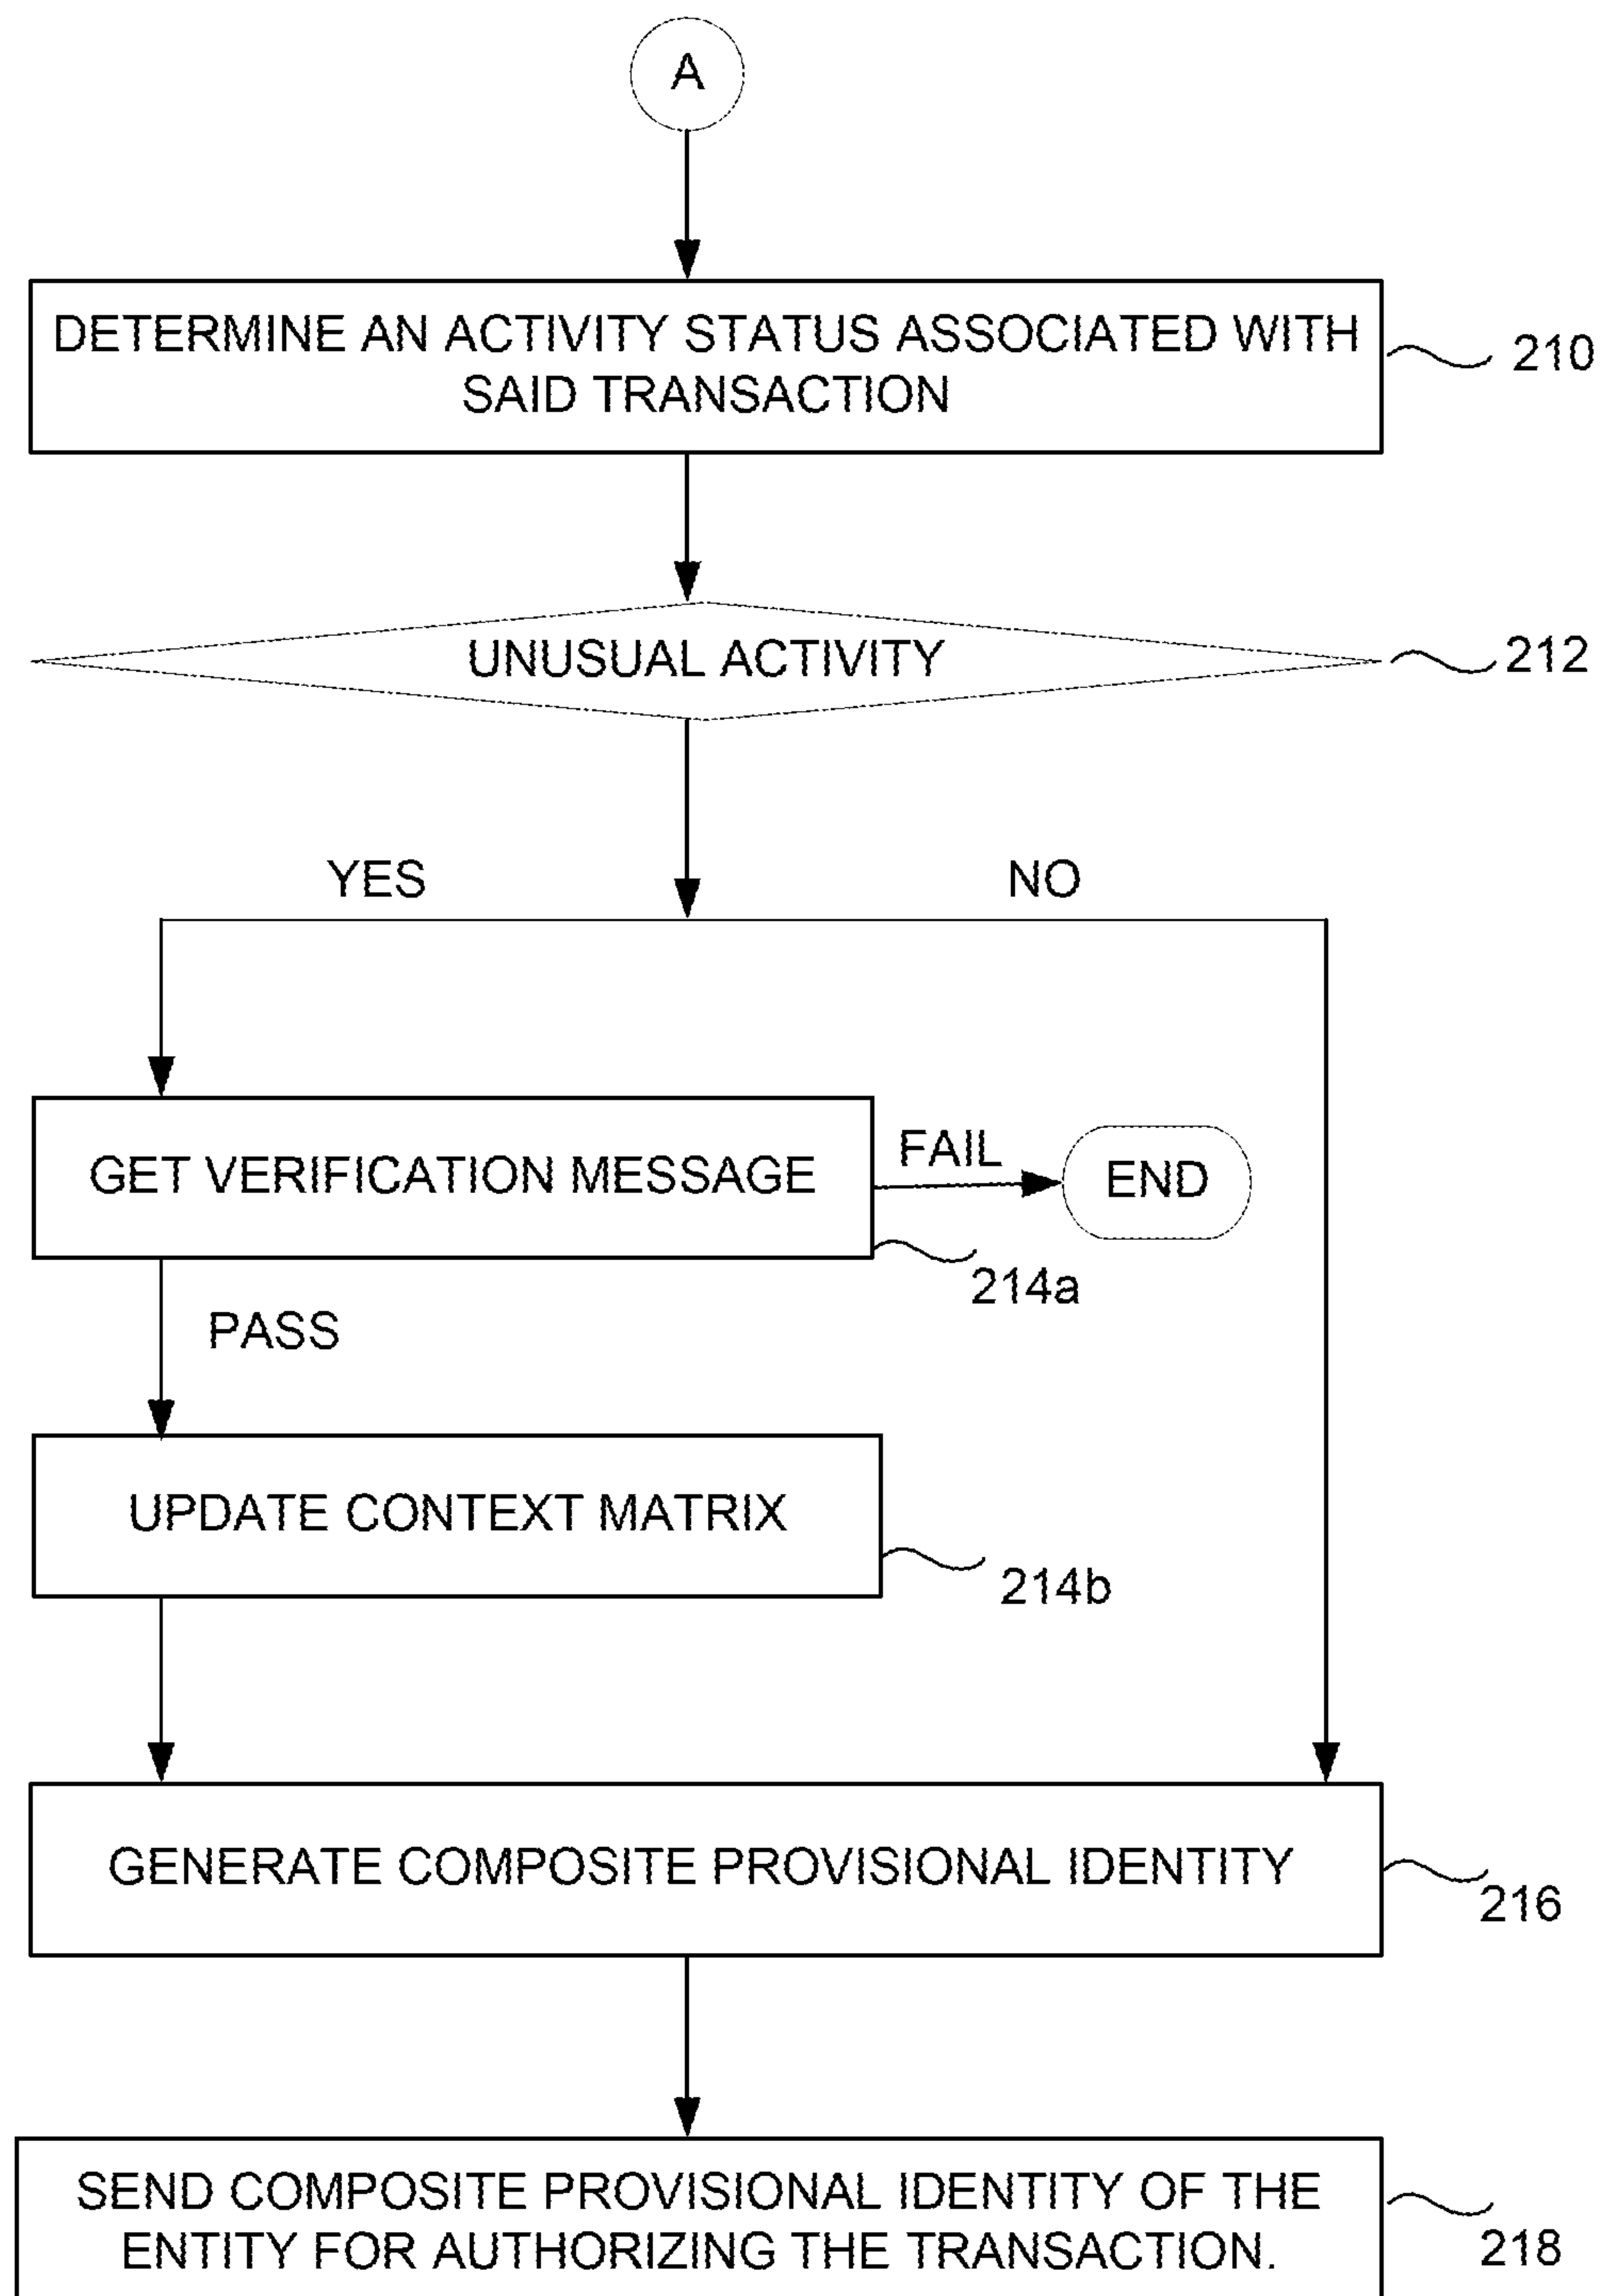 A
DETERMINE AN ACTIVITY STATUS ASSOCIATED WITH
SAID TRANSACTION
210
UNUSUAL ACTIVITY
212
YES
NO
GET VERIFICATION MESSAGE
FAIL
END
214a
PASS
UPDATE CONTEXT MATRIX
214b
GENERATE COMPOSITE PROVISIONAL IDENTITY
216
SEND COMPOSITE PROVISIONAL IDENTITY OF THE
ENTITY FOR AUTHORIZING THE TRANSACTION.
218